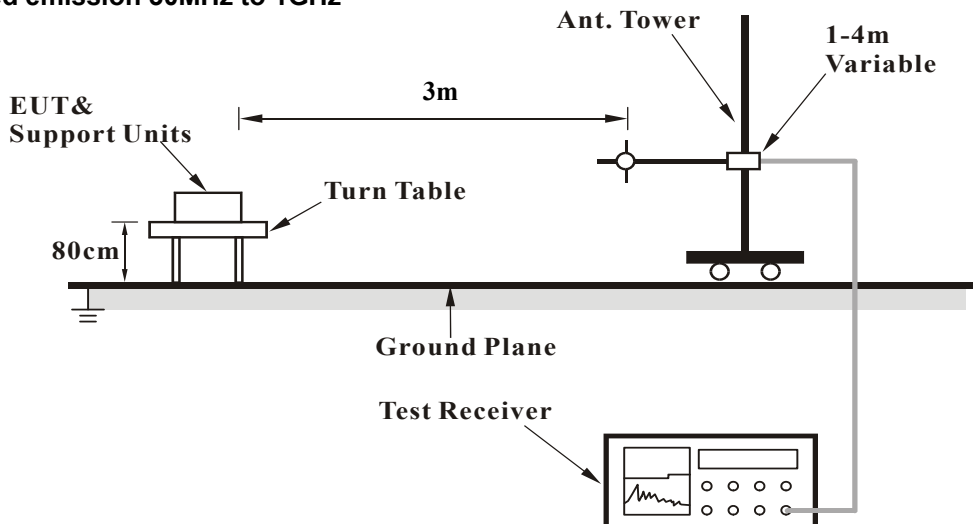 Ant. Tower
1-4m
Variable
3m
EUT&
Support Units
Turn Table
80cm
Ground Plane
Test Receiver